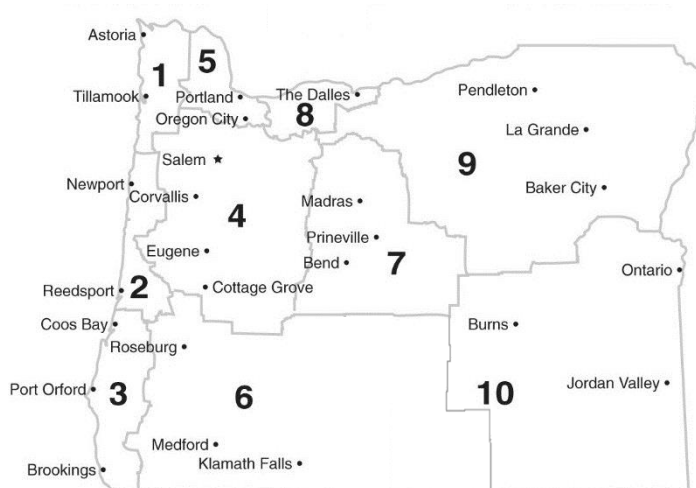 Astoria
1
5
Tillamook
Portland
The Dalles
Pendleton
Oregon City
8
La Grande
Salem
9
Newport
Corvallis
Madras
Baker City
4
Prineville
Eugene
Bend
7
Ontario
Reedsport
2
Cottage Grove
Coos Bay
Burns
Roseburg
Port Orford
3
6
10
Jordan Valley
Medford
Klamath Falls
Brookings